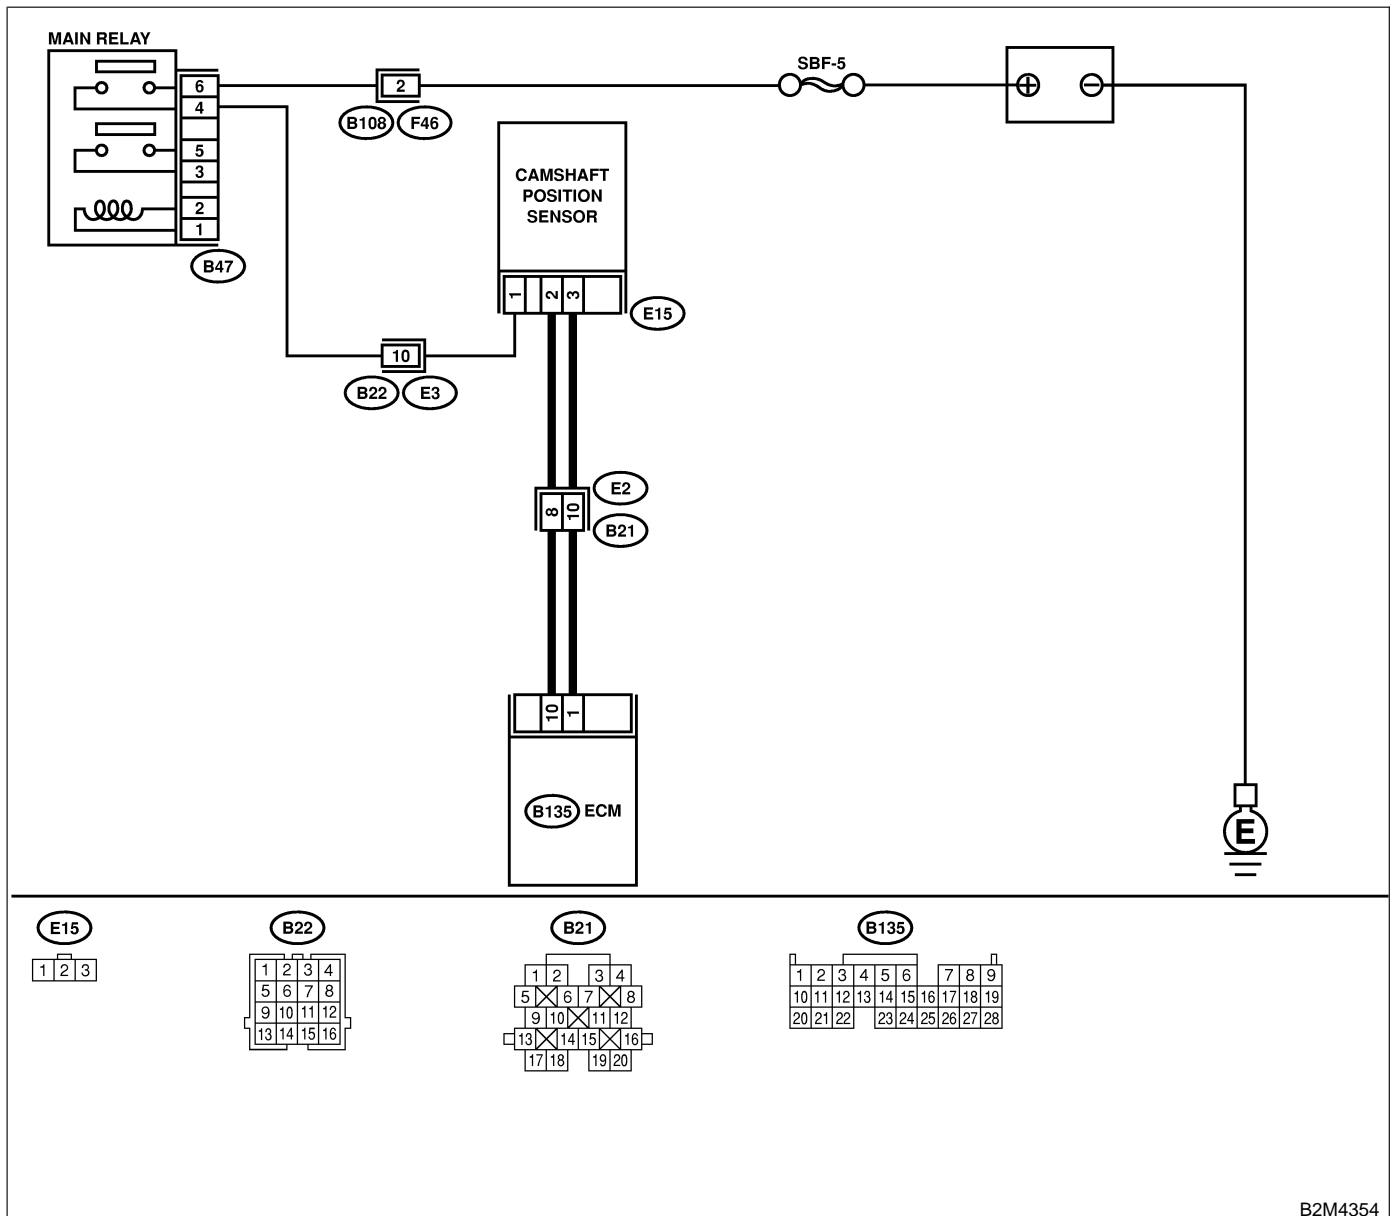 MAIN RELAY
SBF-5
6
2
+
−
4
B108
F46
5
3
2
1
B47
CAMSHAFT
POSITION
SENSOR
1
2
3
E15
10
B22
E3
E2
8
10
B21
10
1
B135
ECM
E
E15
B22
B21
B135
1 2 3
1 2 3 4
5 6 7 8
9 10 11 12
13 14 15 16
1 2 3 4
5 6 7 8
9 10 11 12
13 14 15 16
17 18 19 20
1 2 3 4 5 6 7 8 9
10 11 12 13 14 15 16 17 18 19
20 21 22 23 24 25 26 27 28
B2M4354